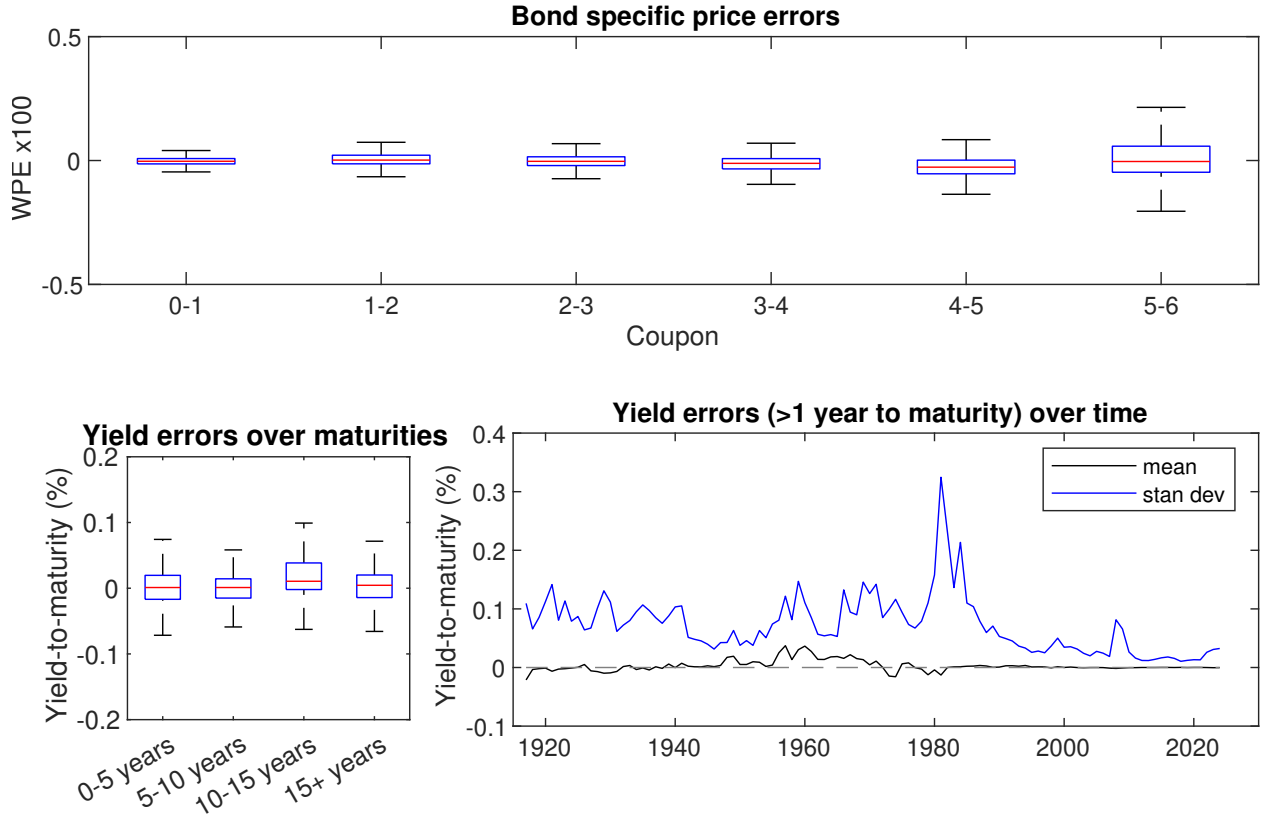 Bond specific price errors
0.5
0
-0.5
WPE x100
0-1 1-2 2-3 3-4 4-5 5-6
Coupon
Yield errors over maturities
0.2
0.1
0
-0.1
-0.2
Yield-to-maturity (%)
0-5 years 5-10 years 10-15 years 15+ years
Yield errors (>1 year to maturity) over time
0.4
0.3
0.2
0.1
0
-0.1
Yield-to-maturity (%)
mean
stan dev
1920 1940 1960 1980 2000 2020